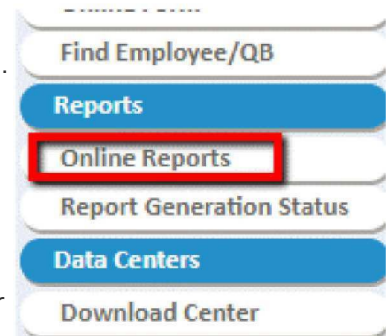 Find Employee/QB
.
Reports
Online Reports
Report Generation Status
Data Centers
r
Download Center